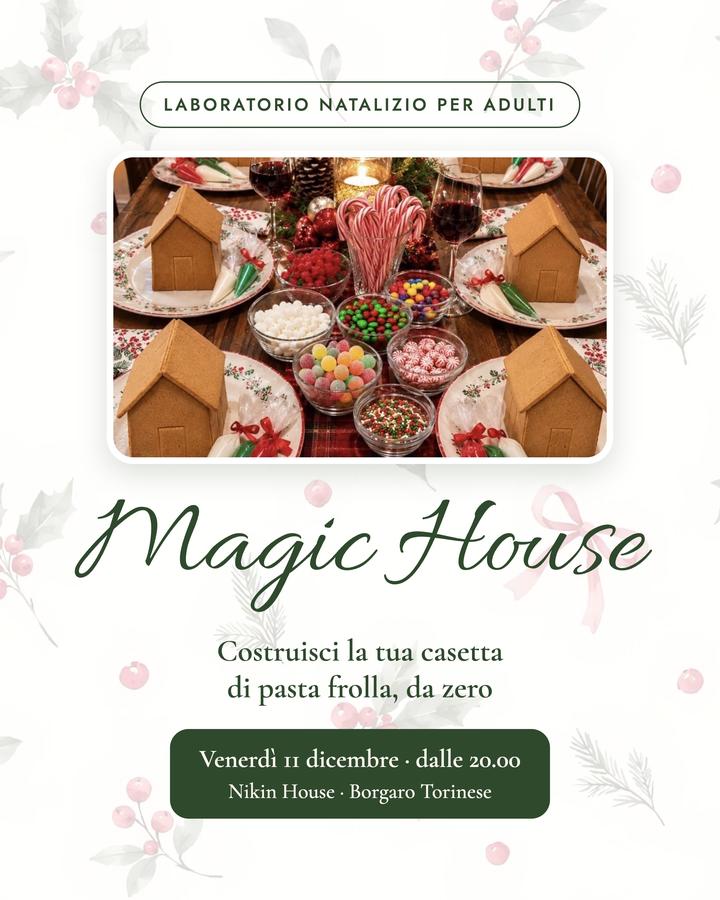 LABORATORIO NATALIZIO PER ADULTI
Magic House
Costruisci la tua casetta
di pasta frolla, da zero
Venerdì 11 dicembre · dalle 20.00
Nikin House · Borgaro Torinese